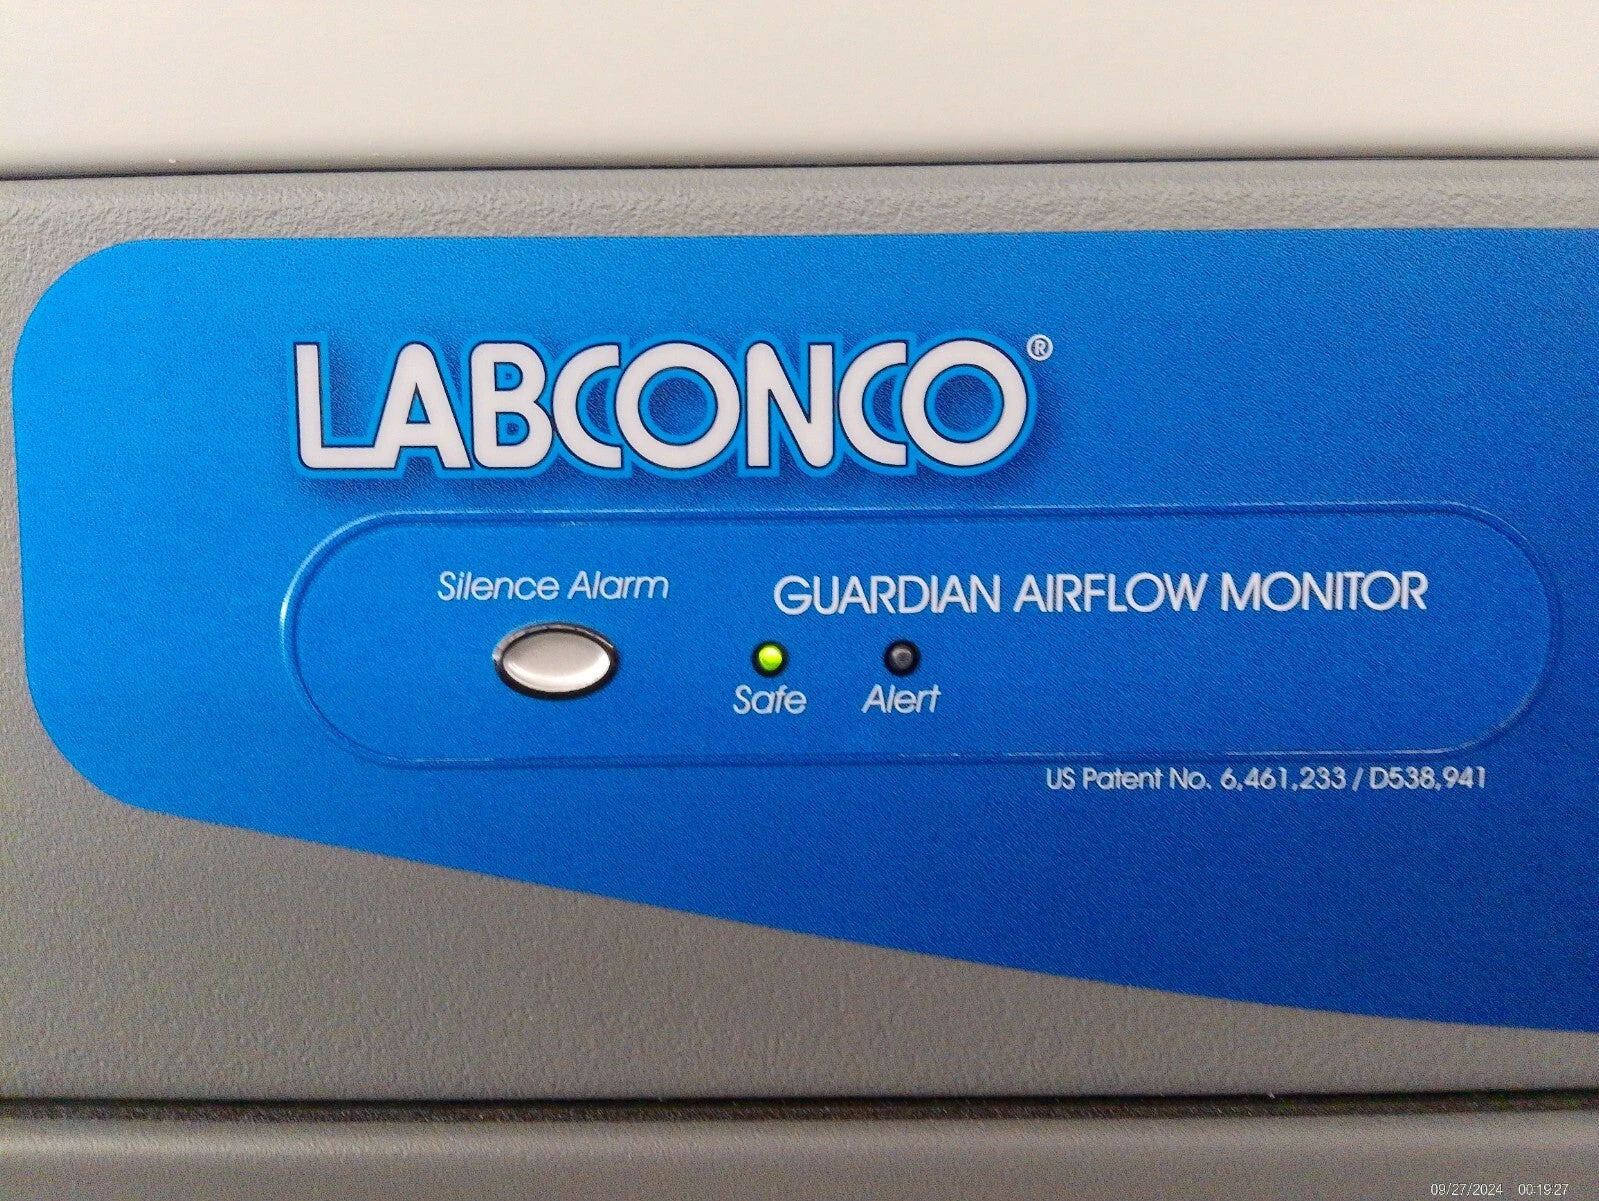 LABCONCO®
Silence Alarm
GUARDIAN AIRFLOW MONITOR
Safe
Alert
US Patent No. 6,461,233 / D538,941
09/27/2024 00:19:27